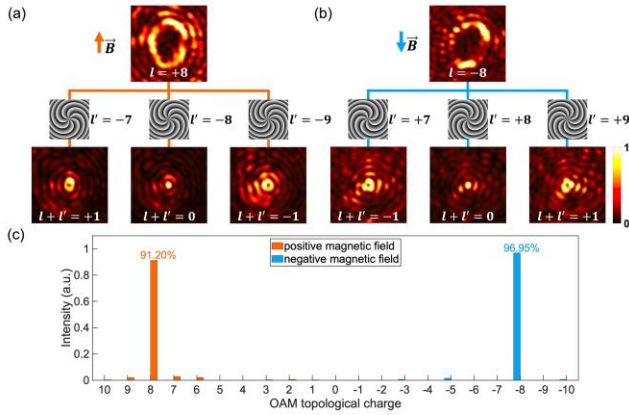 (a)
B
l = +8
l' = −7
l' = −8
l' = −9
l + l' = +1
l + l' = 0
l + l' = −1
(b)
B
l = −8
l' = +7
l' = +8
l' = +9
l + l' = −1
l + l' = 0
l + l' = +1
1
0
(c)
91.20%
positive magnetic field
negative magnetic field
96.95%
Intensity (a.u.)
1
0.8
0.6
0.4
0.2
0
10 9 8 7 6 5 4 3 2 1 0 -1 -2 -3 -4 -5 -6 -7 -8 -9 -10
OAM topological charge